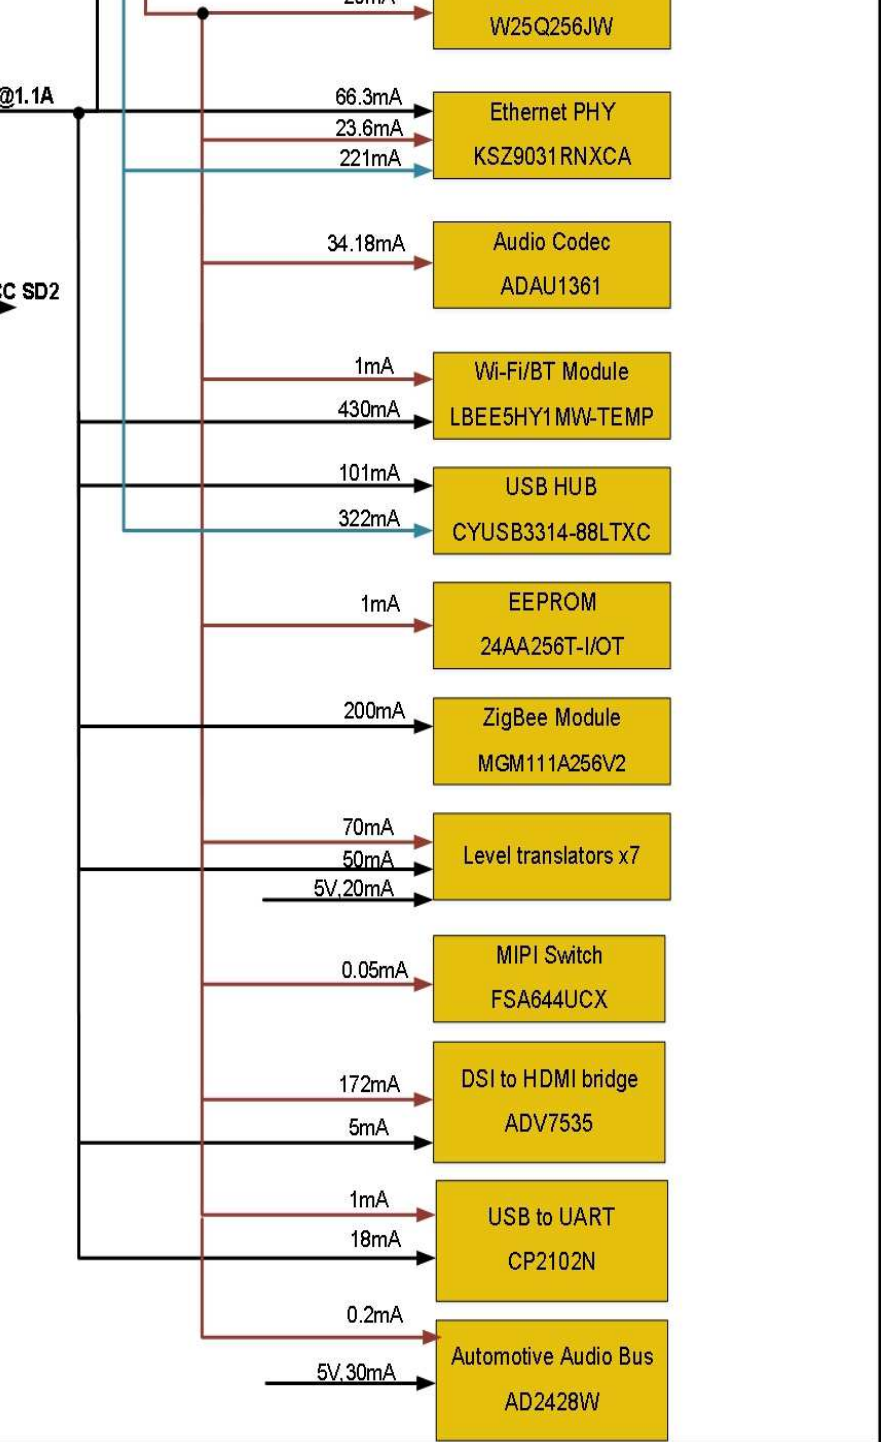 W25Q256JW
@1.1A
66.3mA
Ethernet PHY
23.6mA
KSZ9031RNXCA
221mA
34.18mA
Audio Codec
ADAU1361
SD2
1mA
Wi-Fi/BT Module
430mA
LBEE5HY1MW-TEMP
101mA
USB HUB
322mA
CYUSB3314-88LTXC
1mA
EEPROM
24AA256T-I/OT
200mA
ZigBee Module
MGM111A256V2
70mA
Level translators x7
50mA
5V,20mA
0.05mA
MIPI Switch
FSA644UCX
172mA
DSI to HDMI bridge
ADV7535
5mA
1mA
USB to UART
18mA
CP2102N
0.2mA
Automotive Audio Bus
5V,30mA
AD2428W